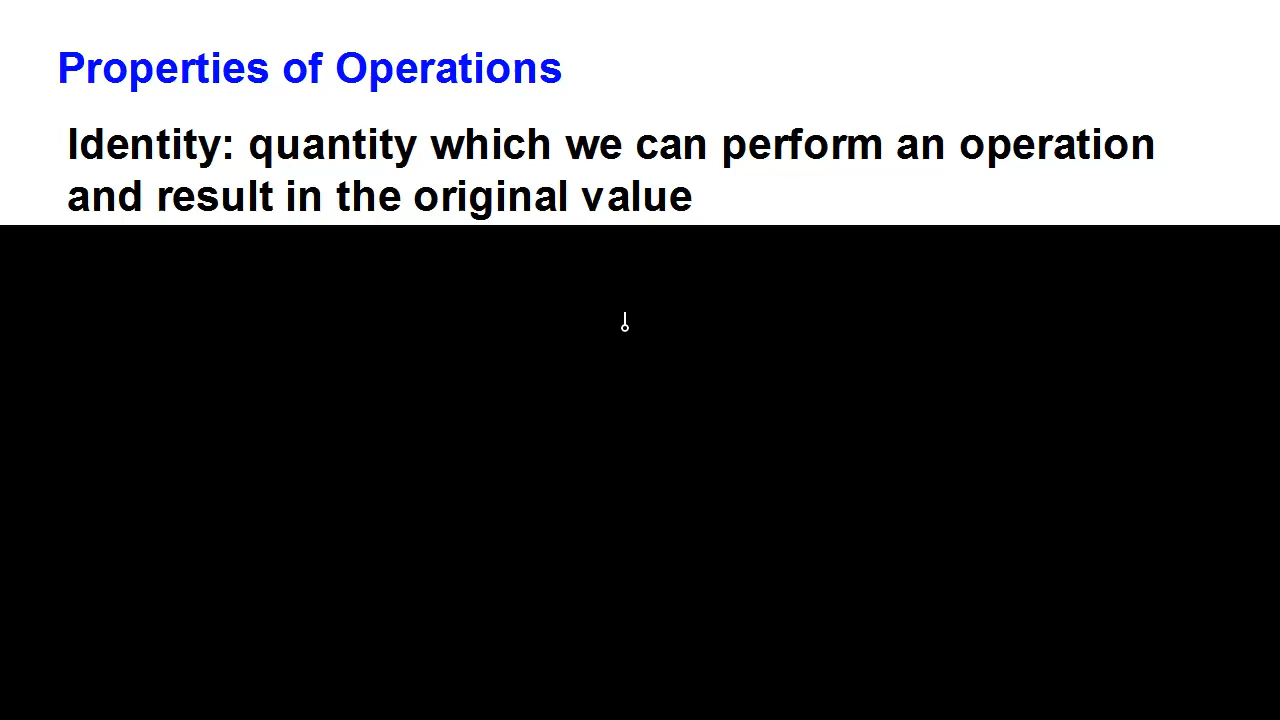 Properties of Operations
Identity: quantity which we can perform an operation
and result in the original value